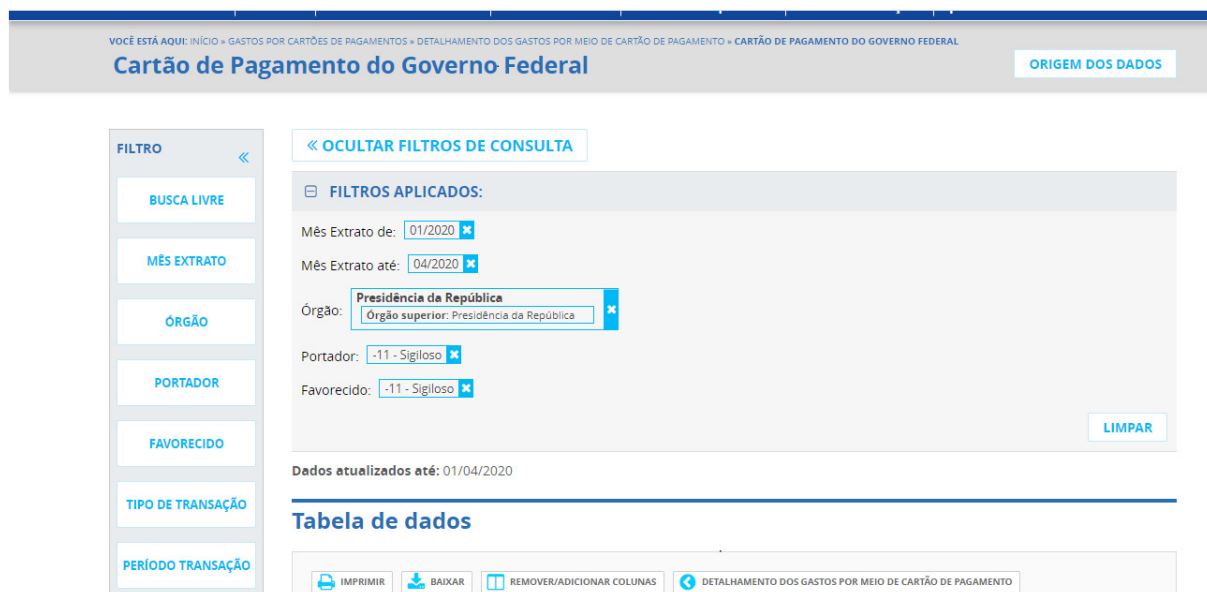 VOCÊ ESTÁ AQUI: INÍCIO » GASTOS POR CARTÕES DE PAGAMENTOS » DETALHAMENTO DOS GASTOS POR MEIO DE CARTÃO DE PAGAMENTO » CARTÃO DE PAGAMENTO DO GOVERNO FEDERAL
Cartão de Pagamento do Governo Federal
ORIGEM DOS DADOS
FILTRO
BUSCA LIVRE
MÊS EXTRATO
ÓRGÃO
PORTADOR
FAVORECIDO
TIPO DE TRANSAÇÃO
PERÍODO TRANSAÇÃO
« OCULTAR FILTROS DE CONSULTA
FILTROS APLICADOS:
Mês Extrato de: 01/2020
Mês Extrato até: 04/2020
Órgão: Presidência da República
Órgão superior: Presidência da República
Portador: -11 - Sigiloso
Favorecido: -11 - Sigiloso
LIMPAR
Dados atualizados até: 01/04/2020
Tabela de dados
IMPRIMIR BAIXAR REMOVER/ADICIONAR COLUNAS DETALHAMENTO DOS GASTOS POR MEIO DE CARTÃO DE PAGAMENTO